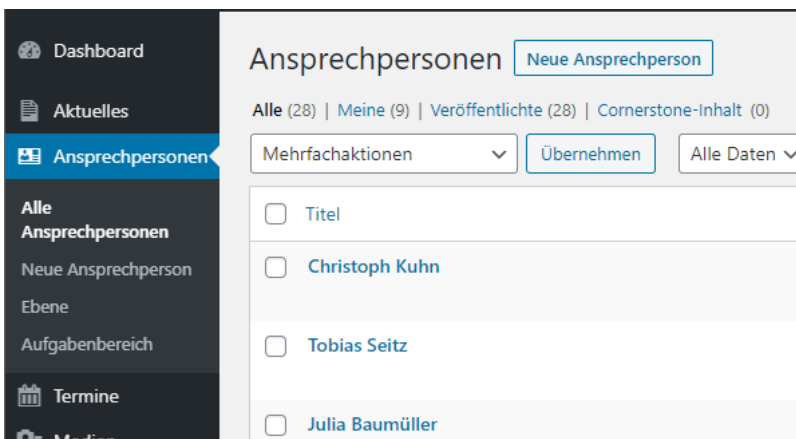 Dashboard
Aktuelles
Ansprechpersonen
Alle
Ansprechpersonen
Neue Ansprechperson
Ebene
Aufgabenbereich
Termine
Medien
Ansprechpersonen Neue Ansprechperson
Alle (28) | Meine (9) | Veröffentlichte (28) | Cornerstone-Inhalt (0)
Mehrfachaktionen Übernehmen Alle Daten
Titel
Christoph Kuhn
Tobias Seitz
Julia Baumüller